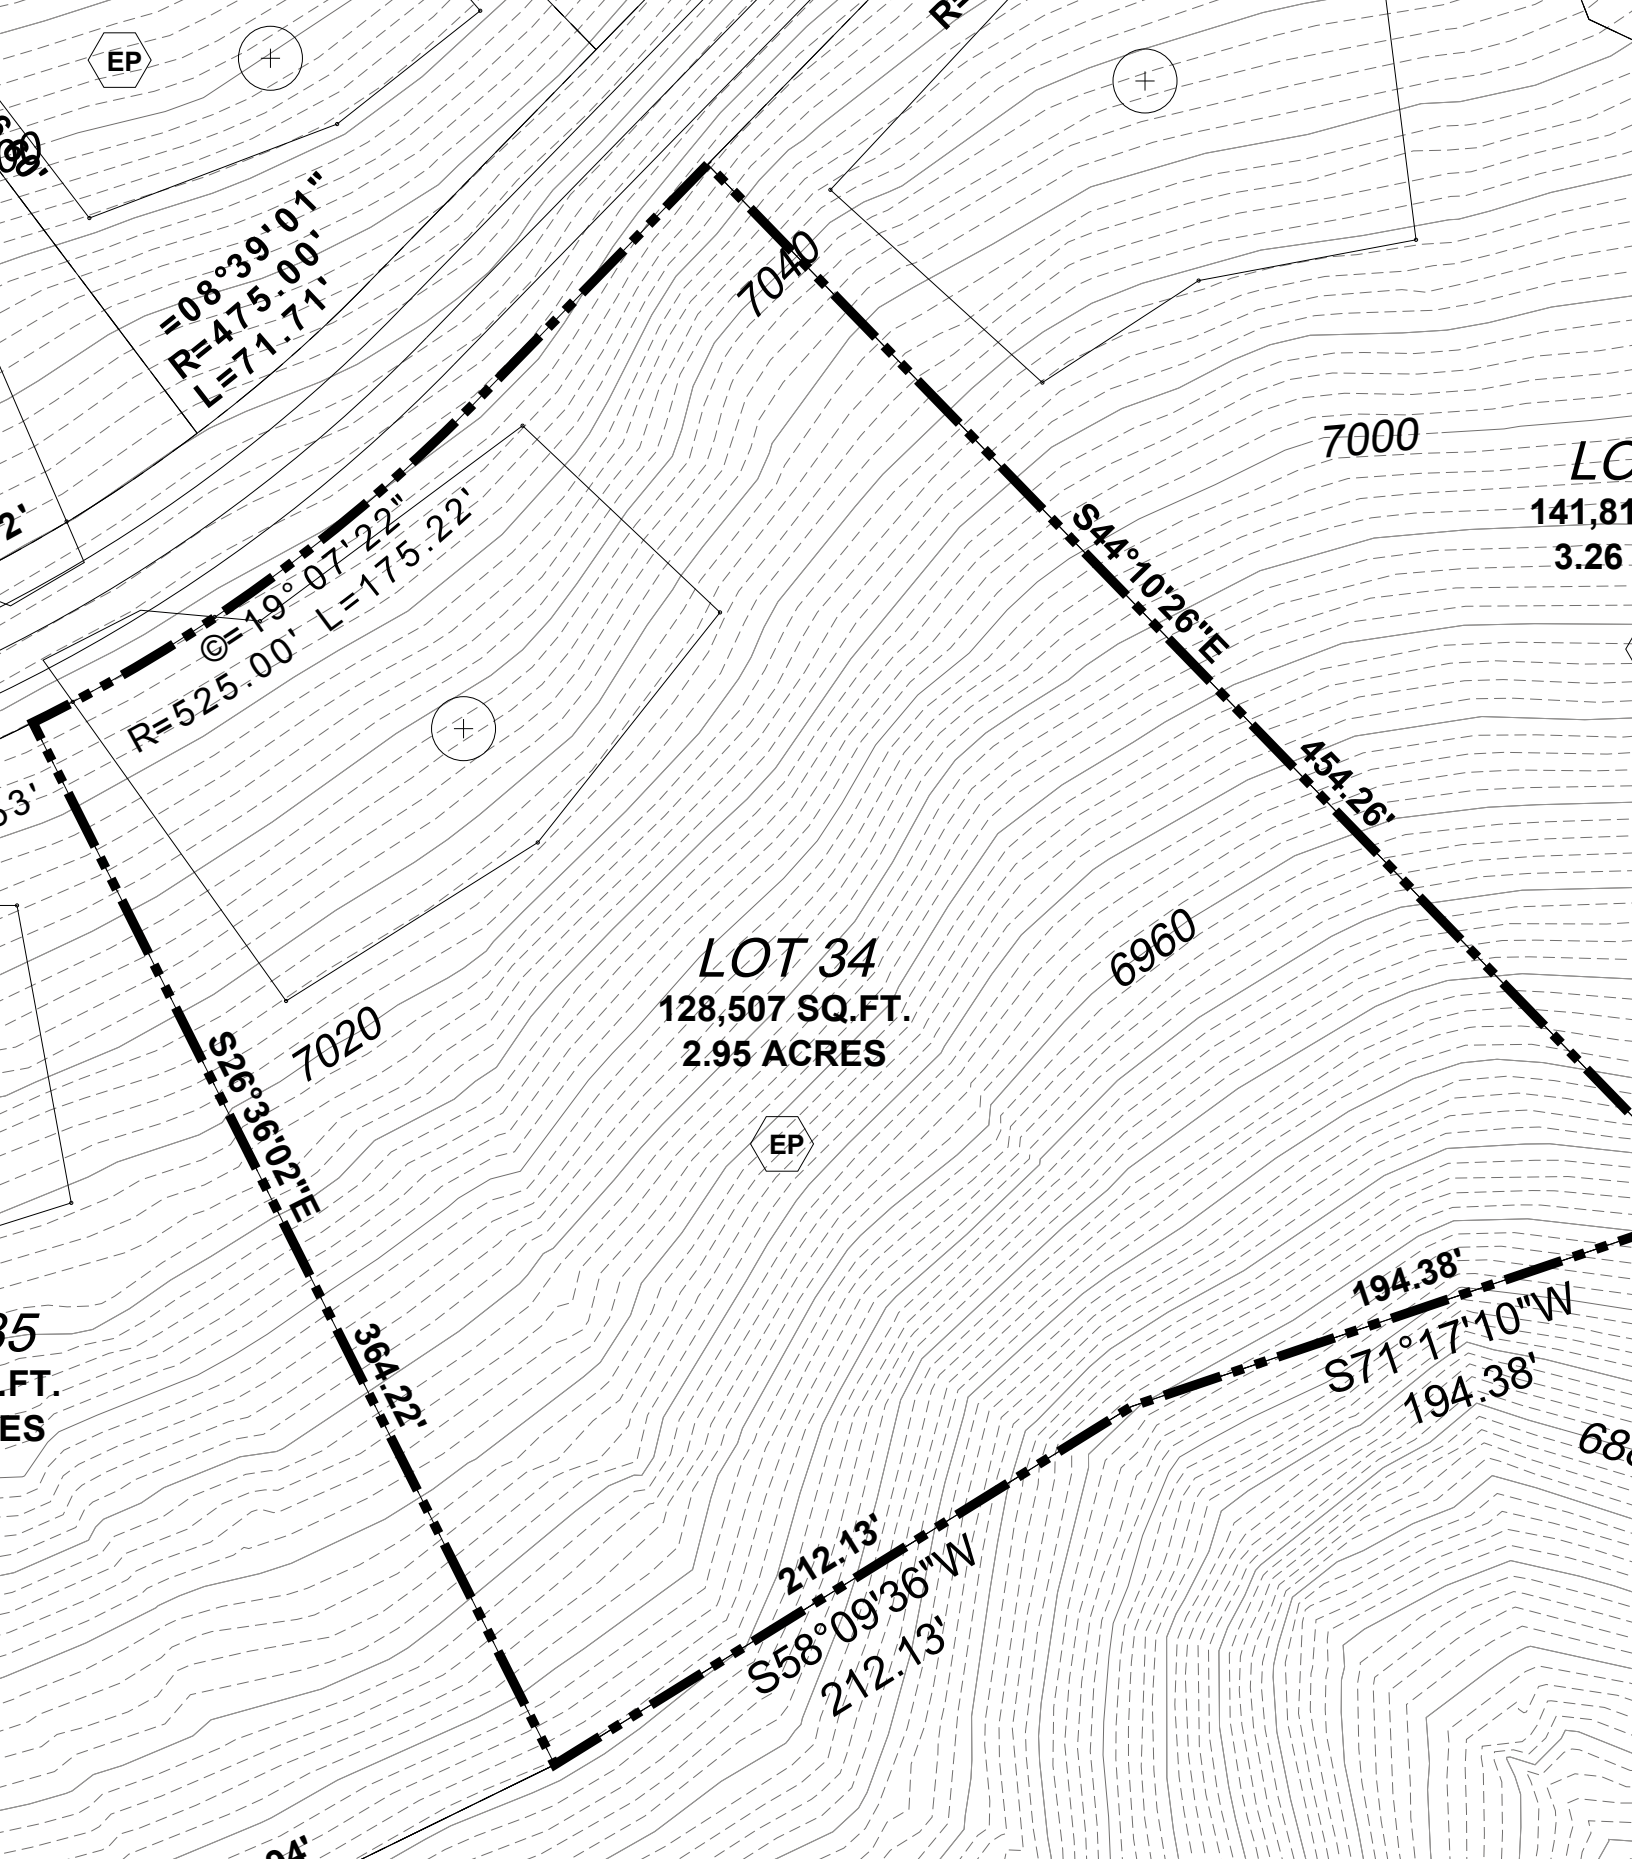 EP
=08°39'01"
R=475.00'
L=71.71'
7040
7000
141,81
3.26
©=19°07'22"
R=525.00' L=175.22'
S44°10'26"E
454.26'
LOT 34
128,507 SQ.FT.
2.95 ACRES
EP
6960
7020
S26°36'02"E
364.22'
35
.FT.
ES
194.38'
S71°17'10"W
194.38'
212.13'
S58°09'36"W
212.13'